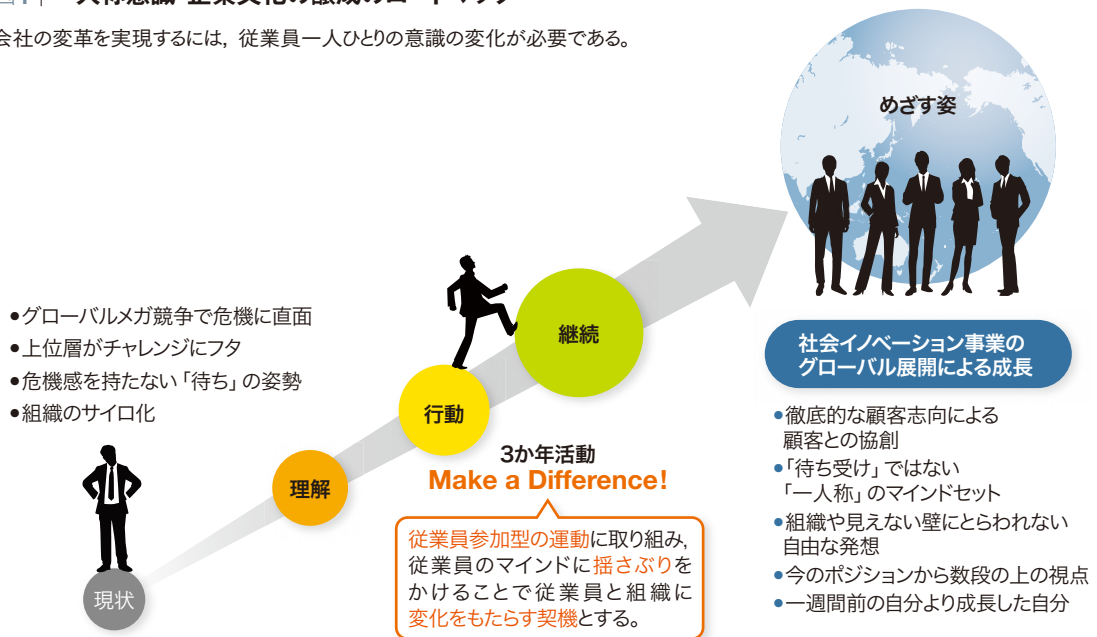 会社の変革を実現するには，従業員一人ひとりの意識の変化が必要である。
めざす姿
●グローバルメガ競争で危機に直面
●上位層がチャレンジにフタ
●危機感を持たない「待ち」の姿勢
●組織のサイロ化
現状
理解
行動
継続
3か年活動
Make a Difference!
従業員参加型の運動に取り組み，
従業員のマインドに揺さぶりを
かけることで従業員と組織に
変化をもたらす契機とする。
社会イノベーション事業の
グローバル展開による成長
●徹底的な顧客志向による
顧客との協創
●「待ち受け」ではない
「一人称」のマインドセット
●組織や見えない壁にとらわれない
自由な発想
●今のポジションから数段の上の視点
●一週間前の自分より成長した自分